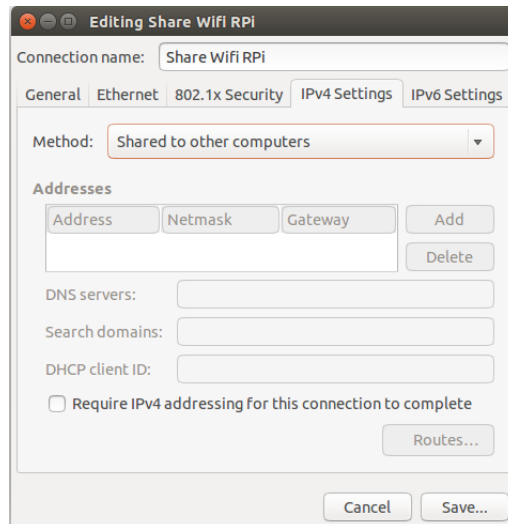 Editing Share Wifi RPi
Connection name: Share Wifi RPi
General Ethernet 802.1x Security IPv4 Settings IPv6 Settings
Method: Shared to other computers
Addresses
Address Netmask Gateway Add
Delete
DNS servers:
Search domains:
DHCP client ID:
Require IPv4 addressing for this connection to complete
Routes...
Cancel Save...